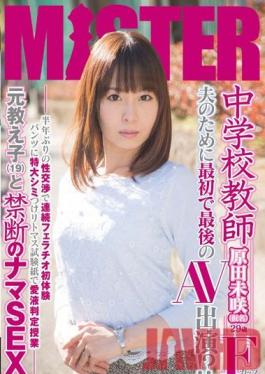 MISTER
中学校教師
原田未咲(仮名)
夫のために最初で最後の
AV出演
F
半年ぶりの性交渉で連続フェラチオ初体験
パンツに特大シミつけリトマス試験紙で愛液判定授業
元教え子(19)と
禁断のナマSEX